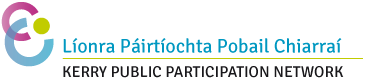 Líonra Páirtíochta Pobail Chiarraí
KERRY PUBLIC PARTICIPATION NETWORK